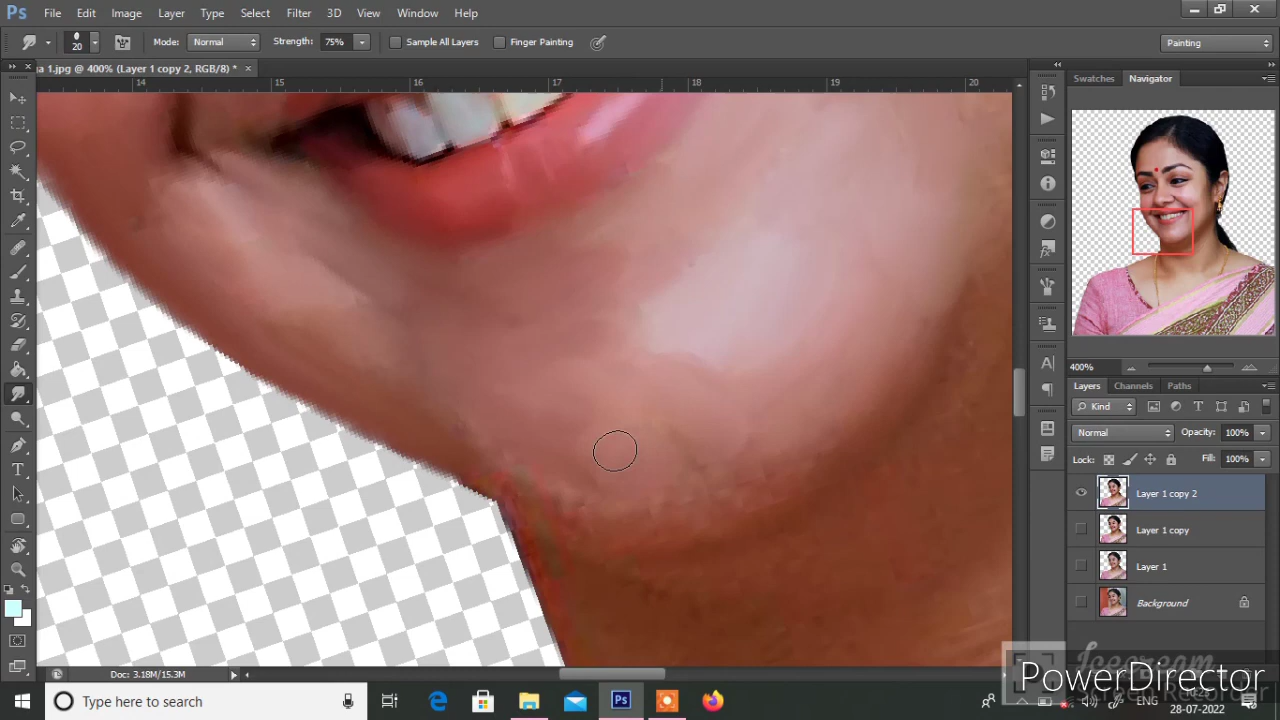 Ps File Edit Image Layer Type Select Filter 3D View Window Help
20 Mode: Normal Strength: 75% Sample All Layers Finger Painting Painting
1.jpg @ 400% (Layer 1 copy 2, RGB/8) * ×
14 15 16 17 18 19 20
Swatches Navigator
400%
Layers Channels Paths
Kind
Normal Opacity: 100%
Lock: Fill: 100%
Layer 1 copy 2
Layer 1 copy
Layer 1
Background
Doc: 3.18M/15.3M
Icecream
PowerDirector
Type here to search
Ps
ENG
28-07-2022